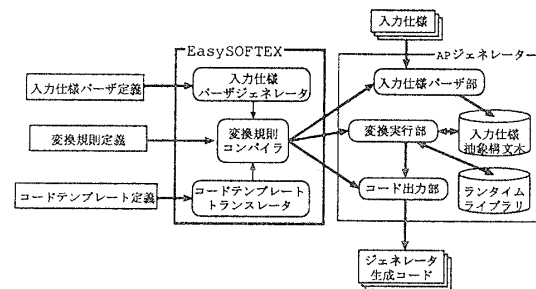 入力仕様
EasySOFTEX
APジェネレーター
入力仕様パーザ定義
入力仕様
パーザジェネレータ
入力仕様パーザ部
変換規則定義
変換規則
コンパイラ
変換実行部
入力仕様
抽象構文木
コードテンプレート定義
コードテンプレート
トランスレータ
コード出力部
ランタイム
ライブラリ
ジェネレータ
生成コード